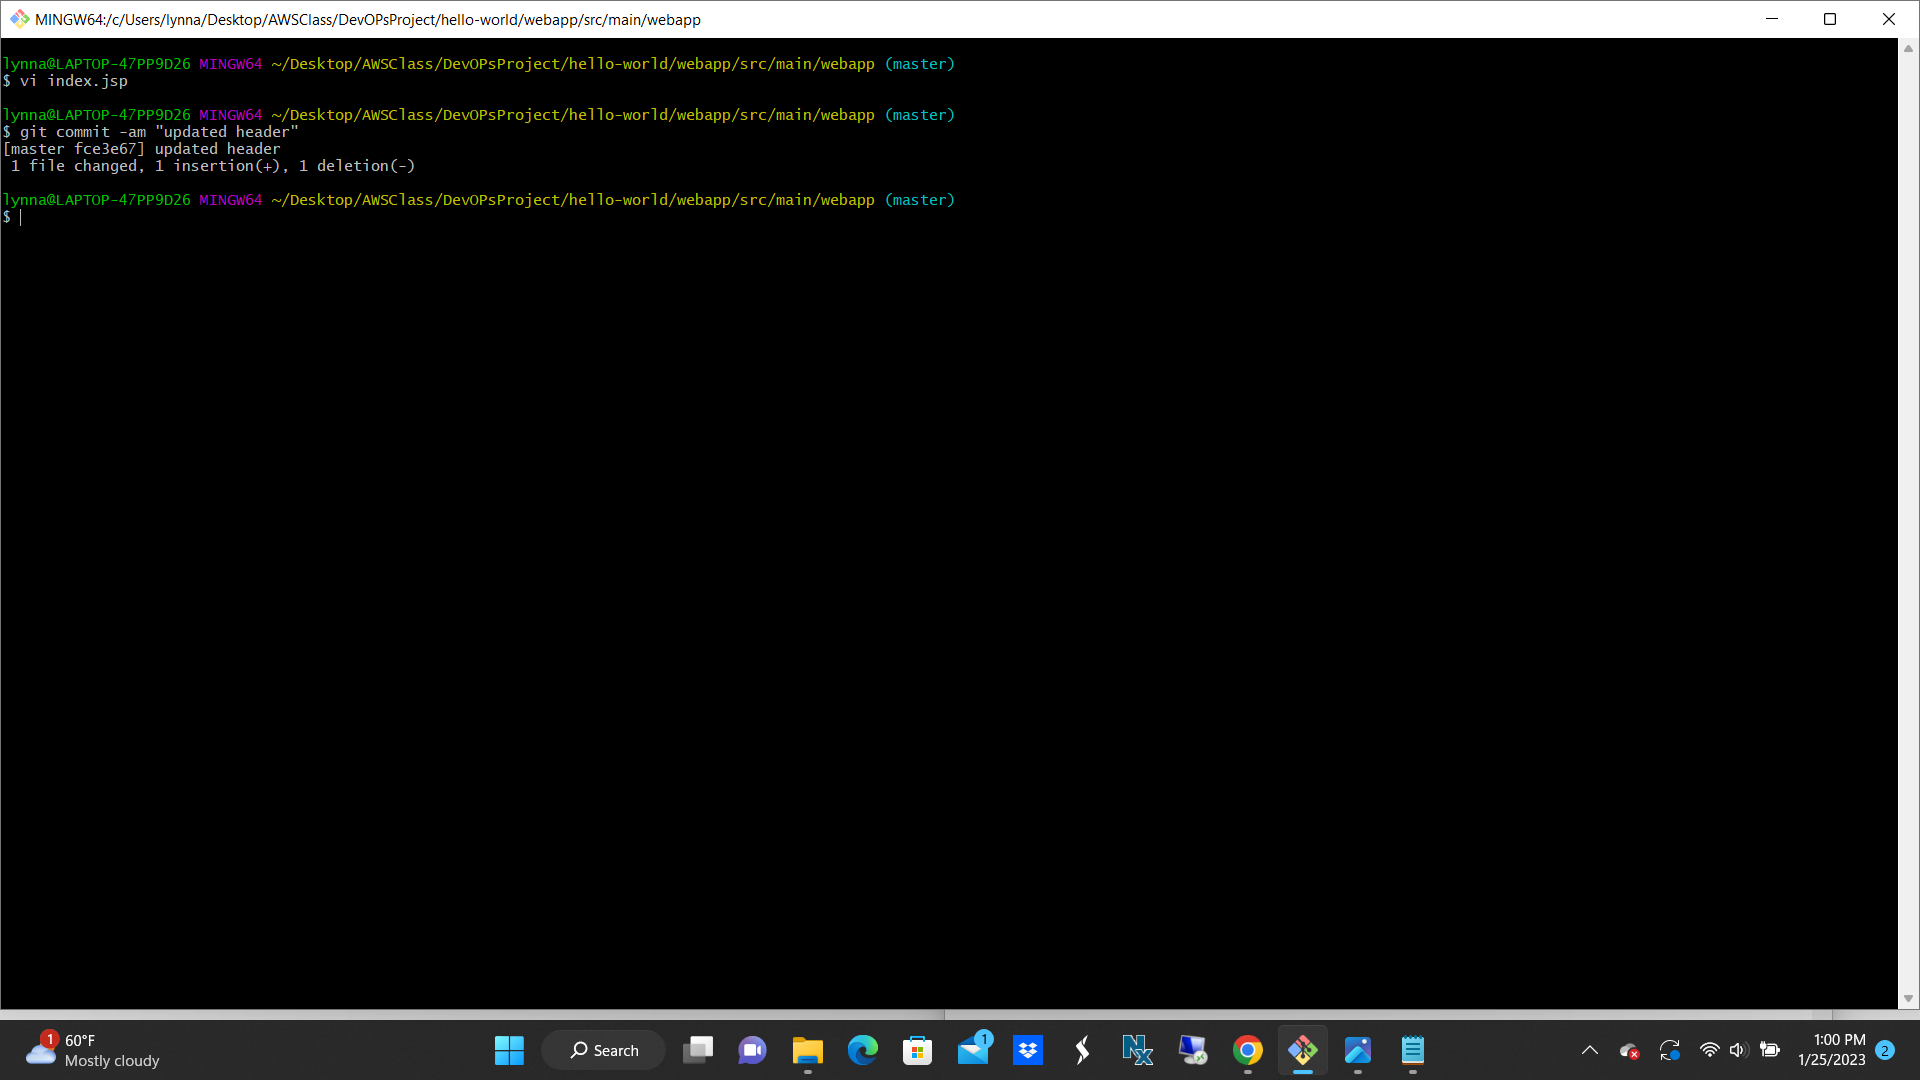 MINGW64:/c/Users/lynna/Desktop/AWSClass/DevOPsProject/hello-world/webapp/src/main/webapp
lynna@LAPTOP-47PP9D26 MINGW64 ~/Desktop/AWSClass/DevOPsProject/hello-world/webapp/src/main/webapp (master)
$ vi index.jsp
lynna@LAPTOP-47PP9D26 MINGW64 ~/Desktop/AWSClass/DevOPsProject/hello-world/webapp/src/main/webapp (master)
$ git commit -am "updated header"
[master fce3e67] updated header
1 file changed, 1 insertion(+), 1 deletion(-)
lynna@LAPTOP-47PP9D26 MINGW64 ~/Desktop/AWSClass/DevOPsProject/hello-world/webapp/src/main/webapp (master)
$
1
60°F
Mostly cloudy
Search
1
Nx
1:00 PM
1/25/2023
2